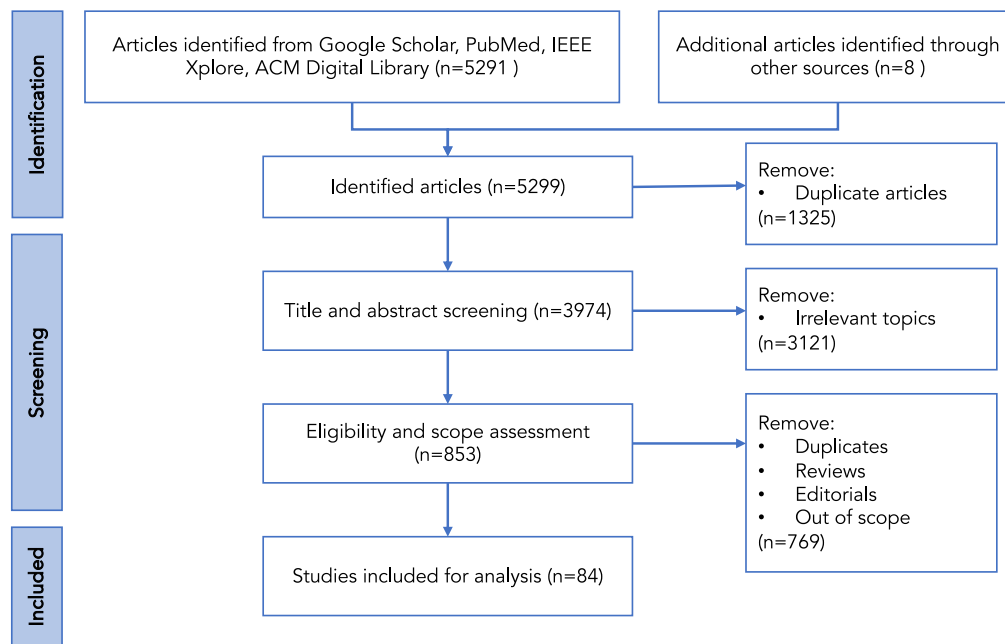 Identification
Articles identified from Google Scholar, PubMed, IEEE
Xplore, ACM Digital Library (n=5291 )
Additional articles identified through
other sources (n=8 )
Identified articles (n=5299)
Remove:
• Duplicate articles
(n=1325)
Screening
Title and abstract screening (n=3974)
Remove:
• Irrelevant topics
(n=3121)
Eligibility and scope assessment
(n=853)
Remove:
• Duplicates
• Reviews
• Editorials
• Out of scope
(n=769)
Included
Studies included for analysis (n=84)